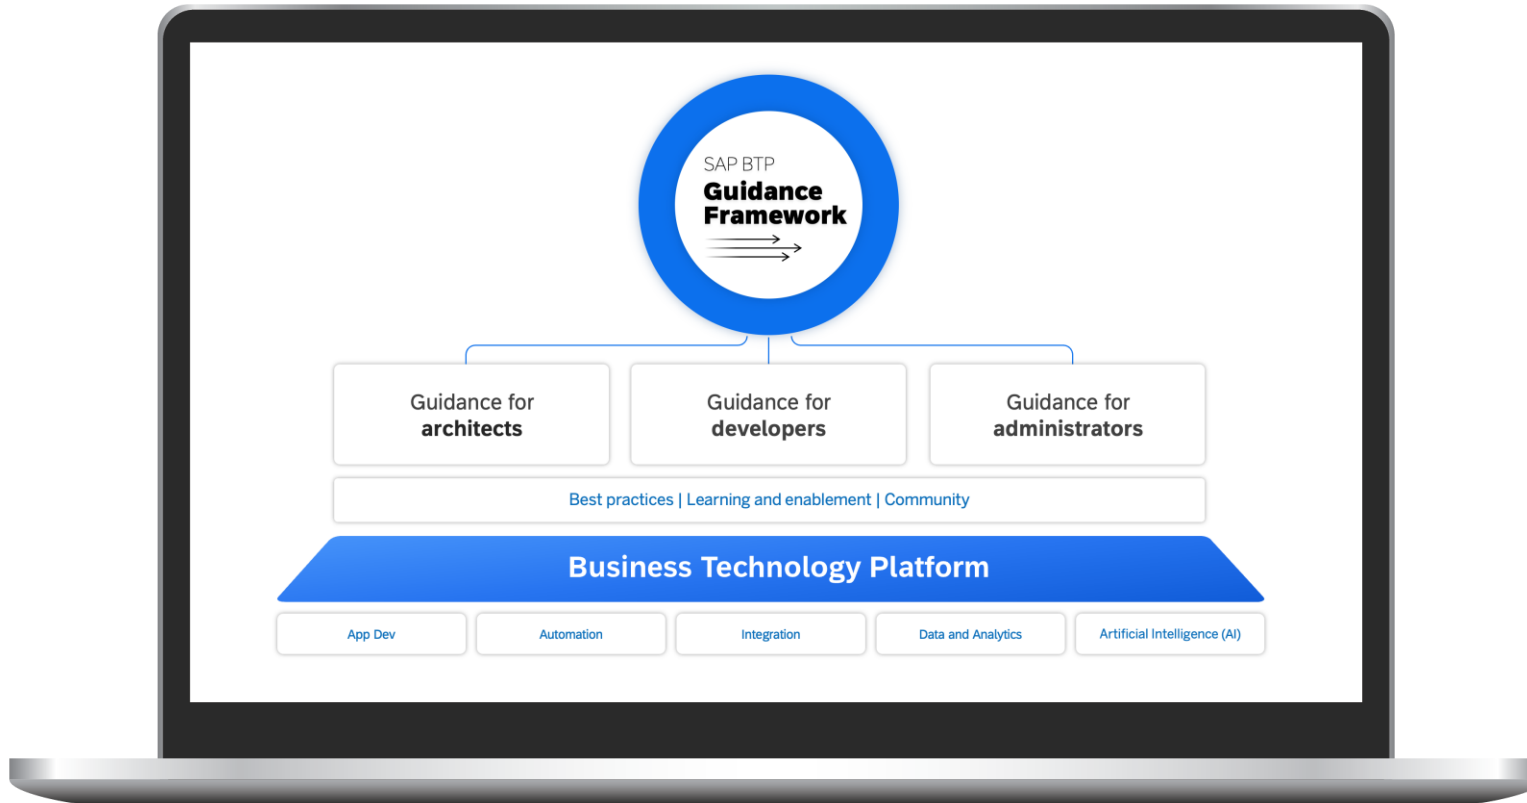 SAP BTP
Guidance
Framework
Guidance for
architects
Guidance for
developers
Guidance for
administrators
Best practices | Learning and enablement | Community
Business Technology Platform
App Dev
Automation
Integration
Data and Analytics
Artificial Intelligence (AI)